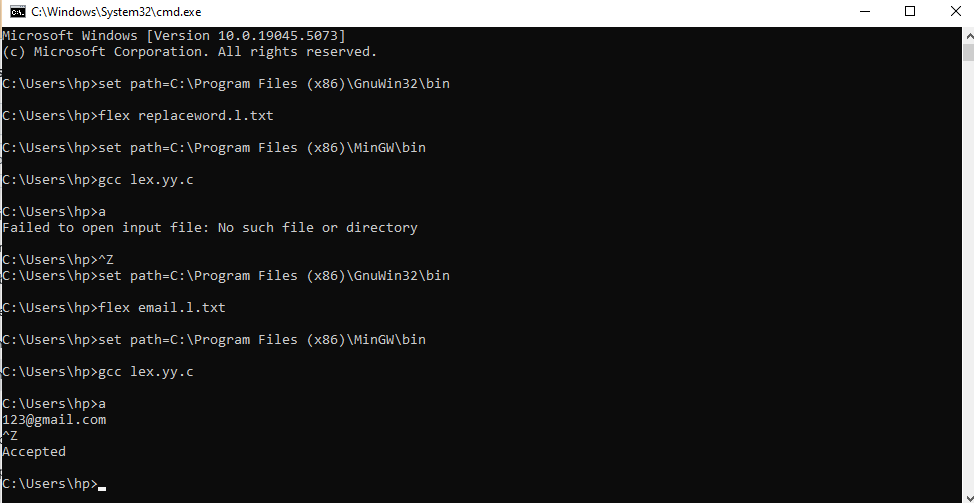 C:\Windows\System32\cmd.exe
Microsoft Windows [Version 10.0.19045.5073]
(c) Microsoft Corporation. All rights reserved.
C:\Users\hp>set path=C:\Program Files (x86)\GnuWin32\bin
C:\Users\hp>flex replaceword.l.txt
C:\Users\hp>set path=C:\Program Files (x86)\MinGW\bin
C:\Users\hp>gcc lex.yy.c
C:\Users\hp>a
Failed to open input file: No such file or directory
C:\Users\hp>^Z
C:\Users\hp>set path=C:\Program Files (x86)\GnuWin32\bin
C:\Users\hp>flex email.l.txt
C:\Users\hp>set path=C:\Program Files (x86)\MinGW\bin
C:\Users\hp>gcc lex.yy.c
C:\Users\hp>a
123@gmail.com
^Z
Accepted
C:\Users\hp>